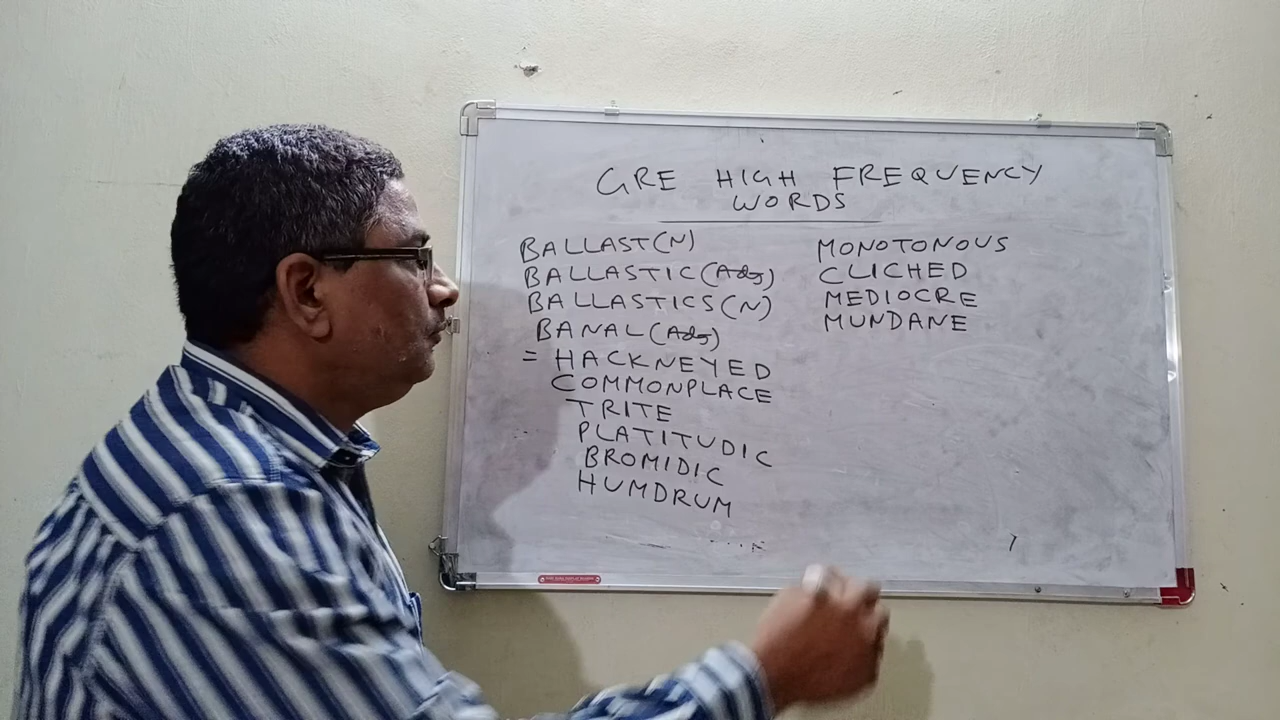 GRE HIGH FREQUENCY
WORDS
BALLAST(N)
BALLASTIC(Adj)
BALLASTICS(N)
BANAL(Adj)
= HACKNEYED
COMMONPLACE
TRITE
PLATITUDIC
BROMIDIC
HUMDRUM
MONOTONOUS
CLICHED
MEDIOCRE
MUNDANE